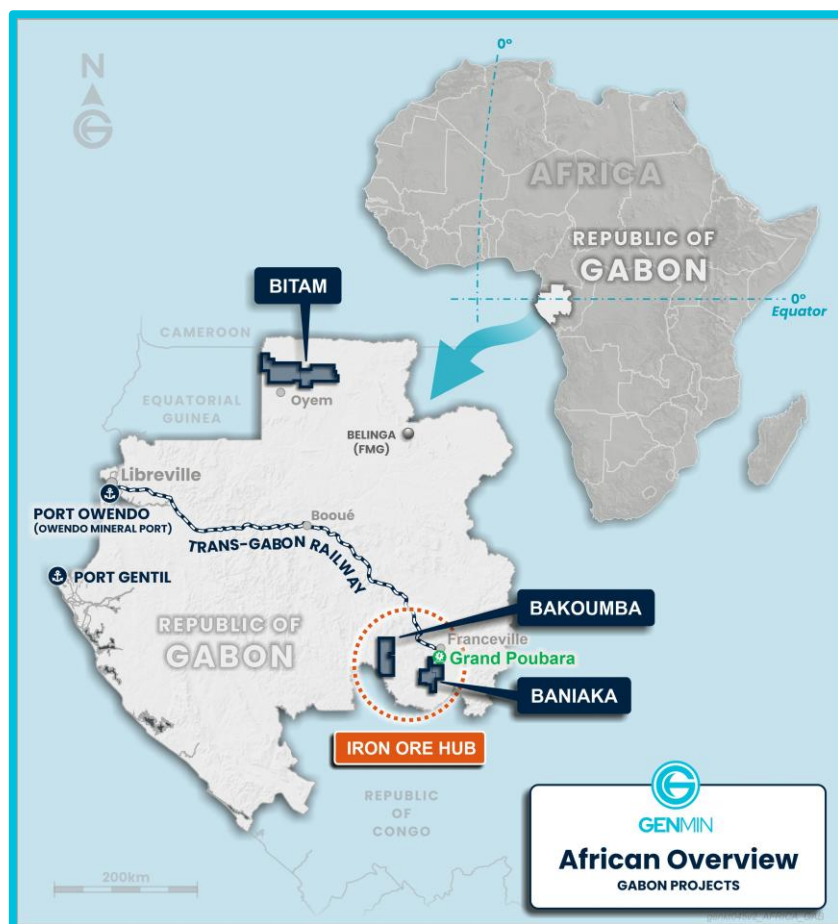 N
0°
AFRICA
REPUBLIC OF
GABON
0°
Equator
BITAM
CAMEROON
EQUATORIAL
GUINEA
Oyem
BELINGA
(FMG)
Libreville
PORT OWENDO
(OWENDO MINERAL PORT)
Booué
TRANS-GABON RAILWAY
PORT GENTIL
REPUBLIC OF
GABON
BAKOUMBA
Franceville
Grand Poubara
BANIAKA
IRON ORE HUB
REPUBLIC
OF
CONGO
200km
GENMIN
African Overview
GABON PROJECTS